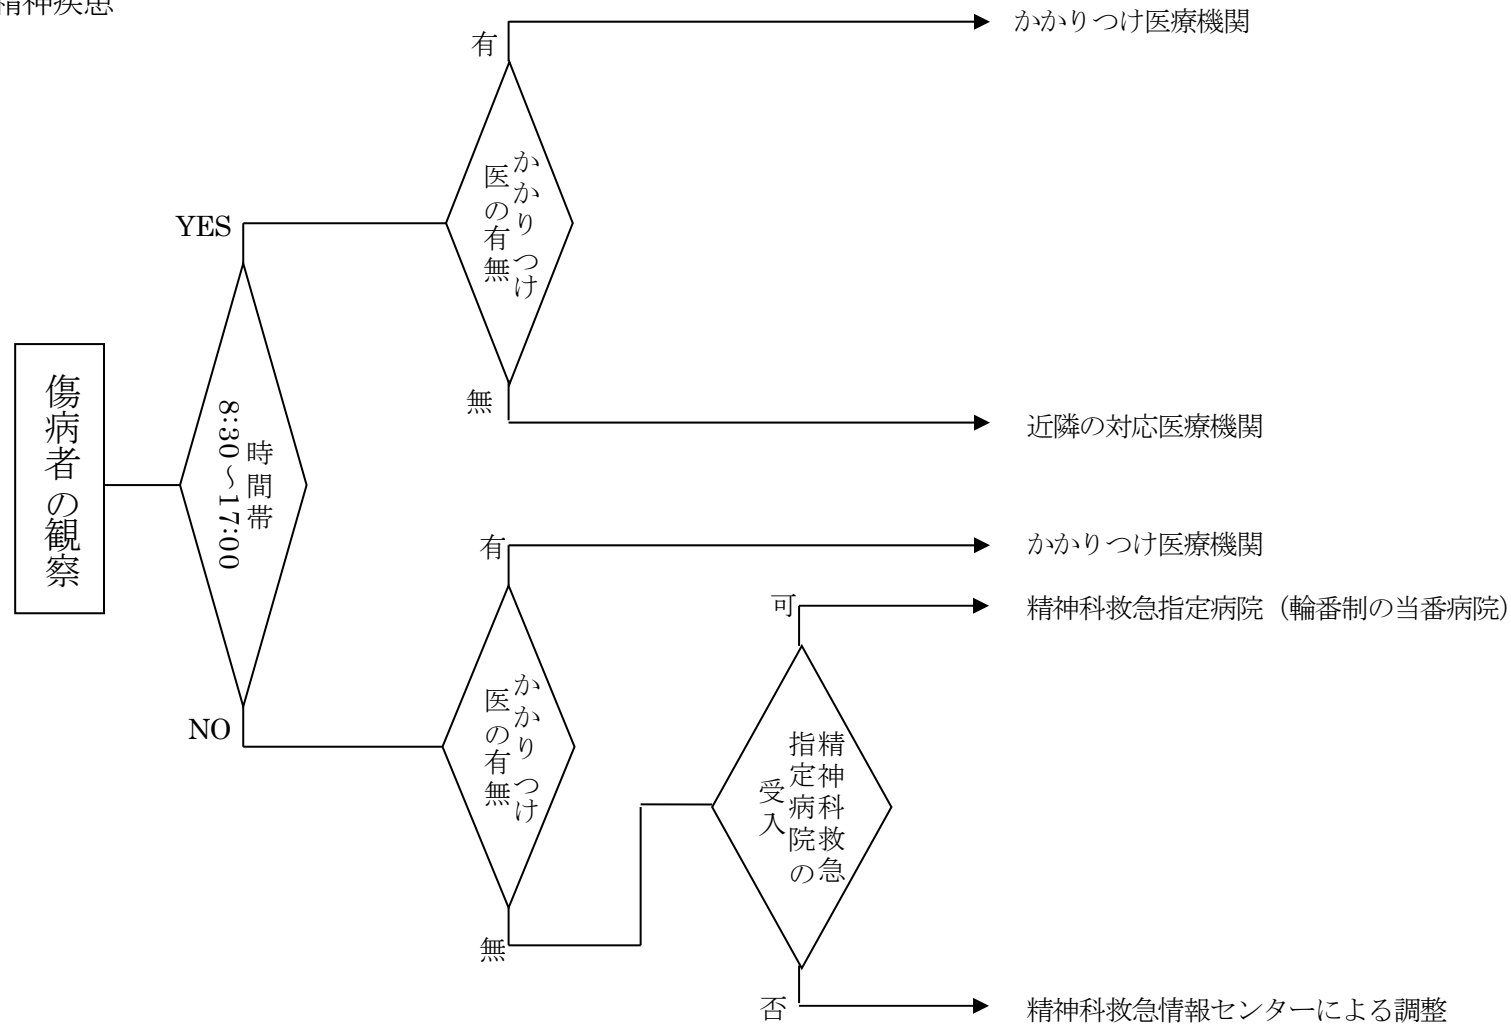 精神疾患
有
かかりつけ医療機関
かかりつけ
医の有無
YES
無
近隣の対応医療機関
傷病者の観察
時間帯
8:30～17:00
有
かかりつけ医療機関
可
精神科救急指定病院（輪番制の当番病院）
NO
かかりつけ
医の有無
精神科救急
指定病院の
受入
無
否
精神科救急情報センターによる調整